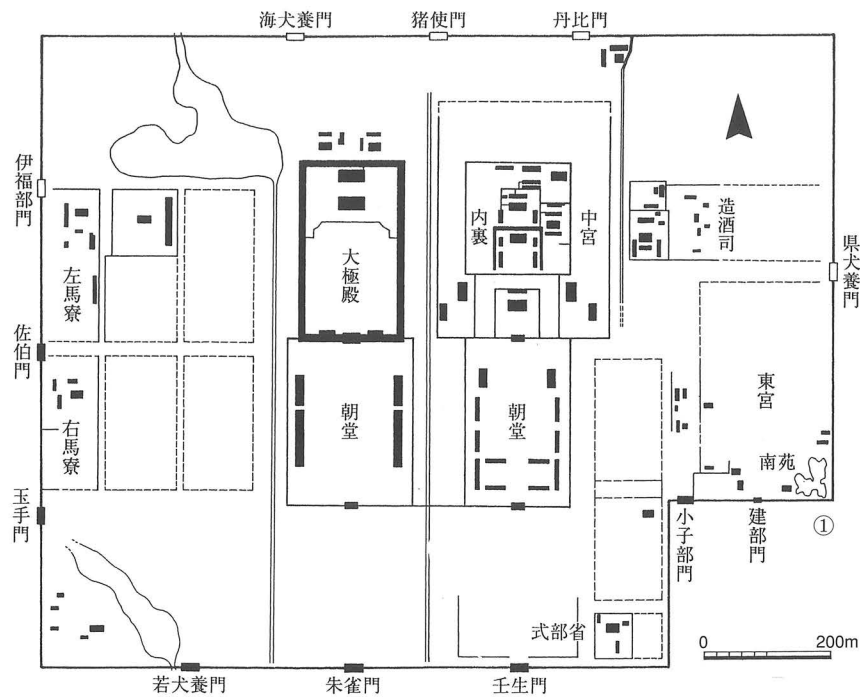 海犬養門
猪使門
丹比門
伊福部門
左馬寮
佐伯門
右馬寮
玉手門
大極殿
朝堂
内裏
中宮
朝堂
造酒司
県犬養門
東宮
南苑
①
小子部門
建部門
式部省
0 200m
若犬養門
朱雀門
壬生門